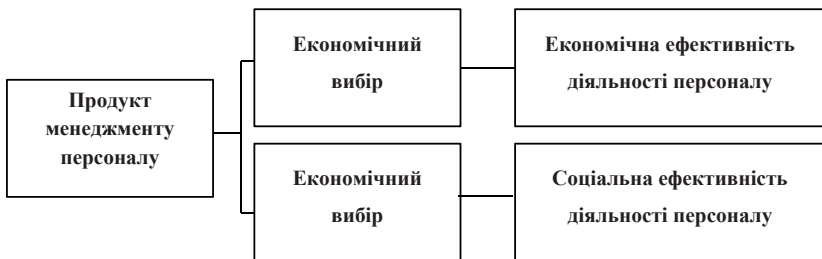 Продукт
менеджменту
персоналу
Економічний
вибір
Економічна ефективність
діяльності персоналу
Економічний
вибір
Соціальна ефективність
діяльності персоналу